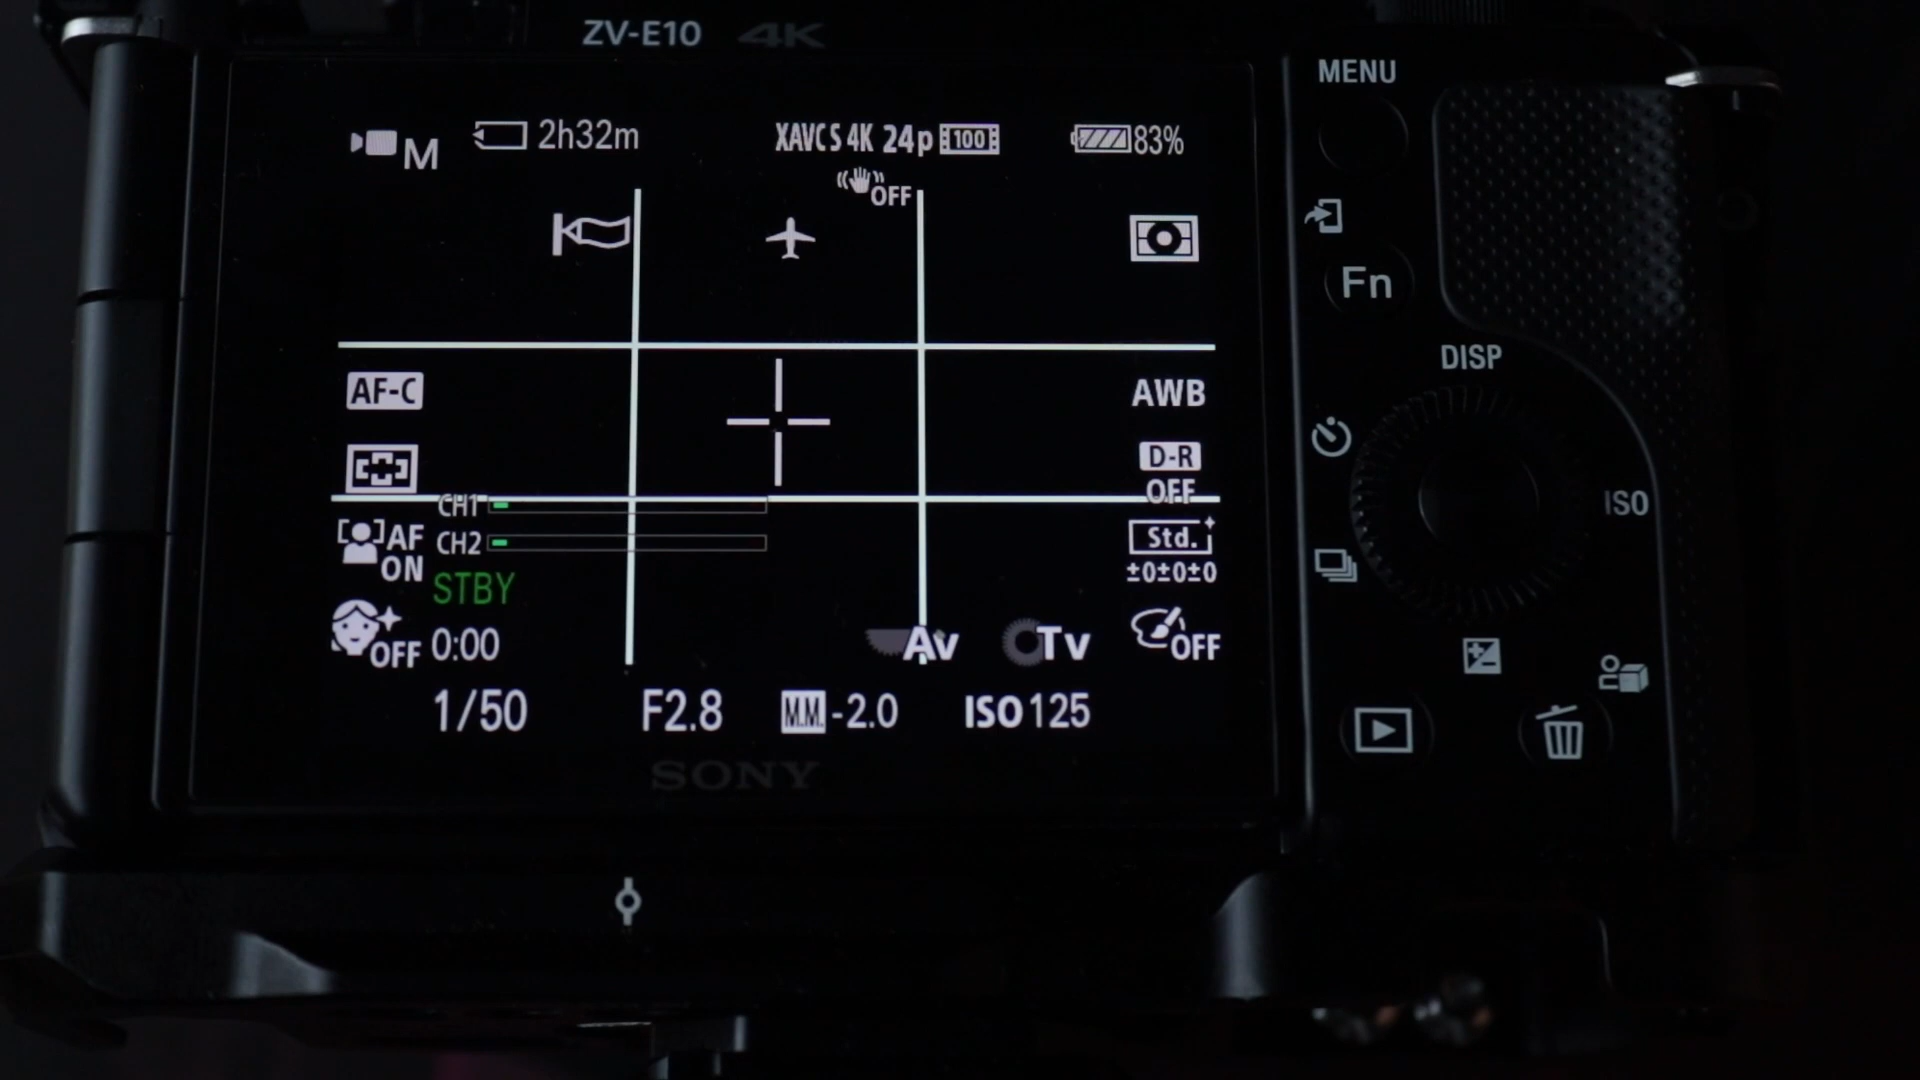 ZV-E10 4K
MENU
M 2h32m XAVC S 4K 24p 100 83%
OFF
Fn
DISP
AF-C AWB
D-R
OFF
ISO
CH1
AF CH2 Std.
ON ±0±0±0
STBY
OFF 0:00 Av Tv OFF
1/50 F2.8 M.M. -2.0 ISO 125
SONY